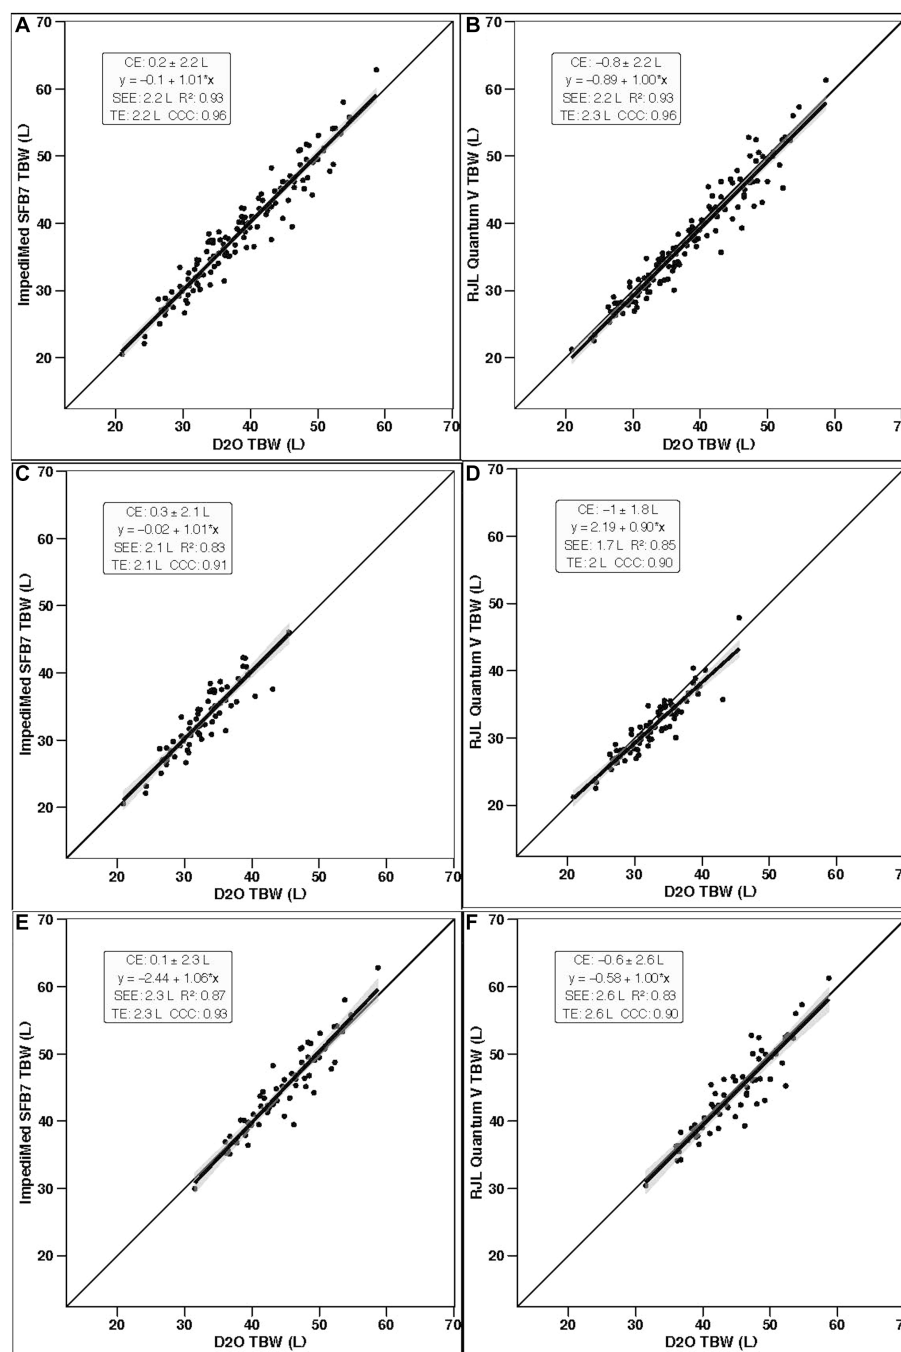 A
70
60
50
40
30
20
ImpediMed SFB7 TBW (L)
CE: 0.2 ± 2.2 L
y = −0.1 + 1.01*x
SEE: 2.2 L R²: 0.93
TE: 2.2 L CCC: 0.96
20 30 40 50 60 70
D2O TBW (L)
B
70
60
50
40
30
20
RJL Quantum V TBW (L)
CE: −0.8 ± 2.2 L
y = −0.89 + 1.00*x
SEE: 2.2 L R²: 0.93
TE: 2.3 L CCC: 0.96
20 30 40 50 60 7
D2O TBW (L)
C
70
60
50
40
30
20
ImpediMed SFB7 TBW (L)
CE: 0.3 ± 2.1 L
y = −0.02 + 1.01*x
SEE: 2.1 L R²: 0.83
TE: 2.1 L CCC: 0.91
20 30 40 50 60 70
D2O TBW (L)
D
70
60
50
40
30
20
RJL Quantum V TBW (L)
CE: −1 ± 1.8 L
y = 2.19 + 0.90*x
SEE: 1.7 L R²: 0.85
TE: 2 L CCC: 0.90
20 30 40 50 60 7
D2O TBW (L)
E
70
60
50
40
30
20
ImpediMed SFB7 TBW (L)
CE: 0.1 ± 2.3 L
y = −2.44 + 1.06*x
SEE: 2.3 L R²: 0.87
TE: 2.3 L CCC: 0.93
20 30 40 50 60 70
D2O TBW (L)
F
70
60
50
40
30
20
RJL Quantum V TBW (L)
CE: −0.6 ± 2.6 L
y = −0.58 + 1.00*x
SEE: 2.6 L R²: 0.83
TE: 2.6 L CCC: 0.90
20 30 40 50 60 7
D2O TBW (L)